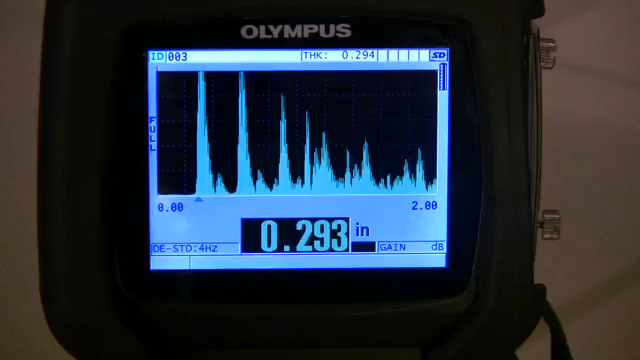 OLYMPUS
ID 003 THK: 0.294 SD
FULL
0.00 2.00
0.293 in
DE-STD:4Hz GAIN dB